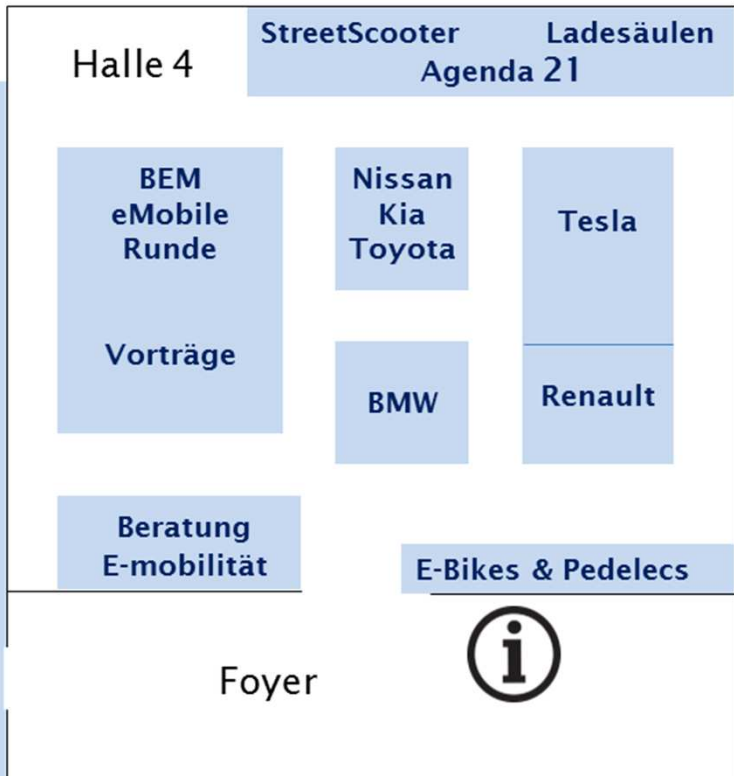 Halle 4
StreetScooter Ladesäulen
Agenda 21
BEM
eMobile
Runde
Vorträge
Nissan
Kia
Toyota
Tesla
BMW
Renault
Beratung
E-mobilität
E-Bikes & Pedelecs
Foyer
i